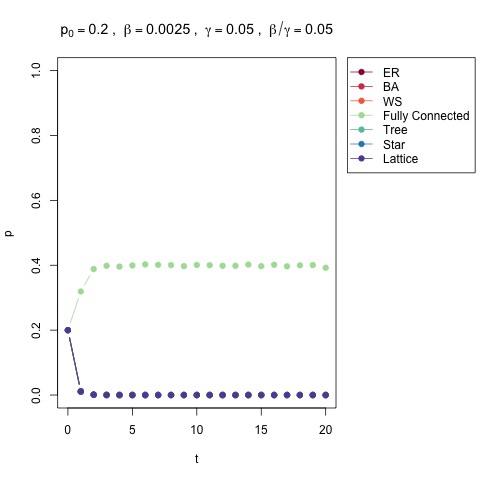 p₀ = 0.2 , β = 0.0025 , γ = 0.05 , β/γ = 0.05
ER
BA
WS
Fully Connected
Tree
Star
Lattice
p
1.0
0.8
0.6
0.4
0.2
0.0
0 5 10 15 20
t